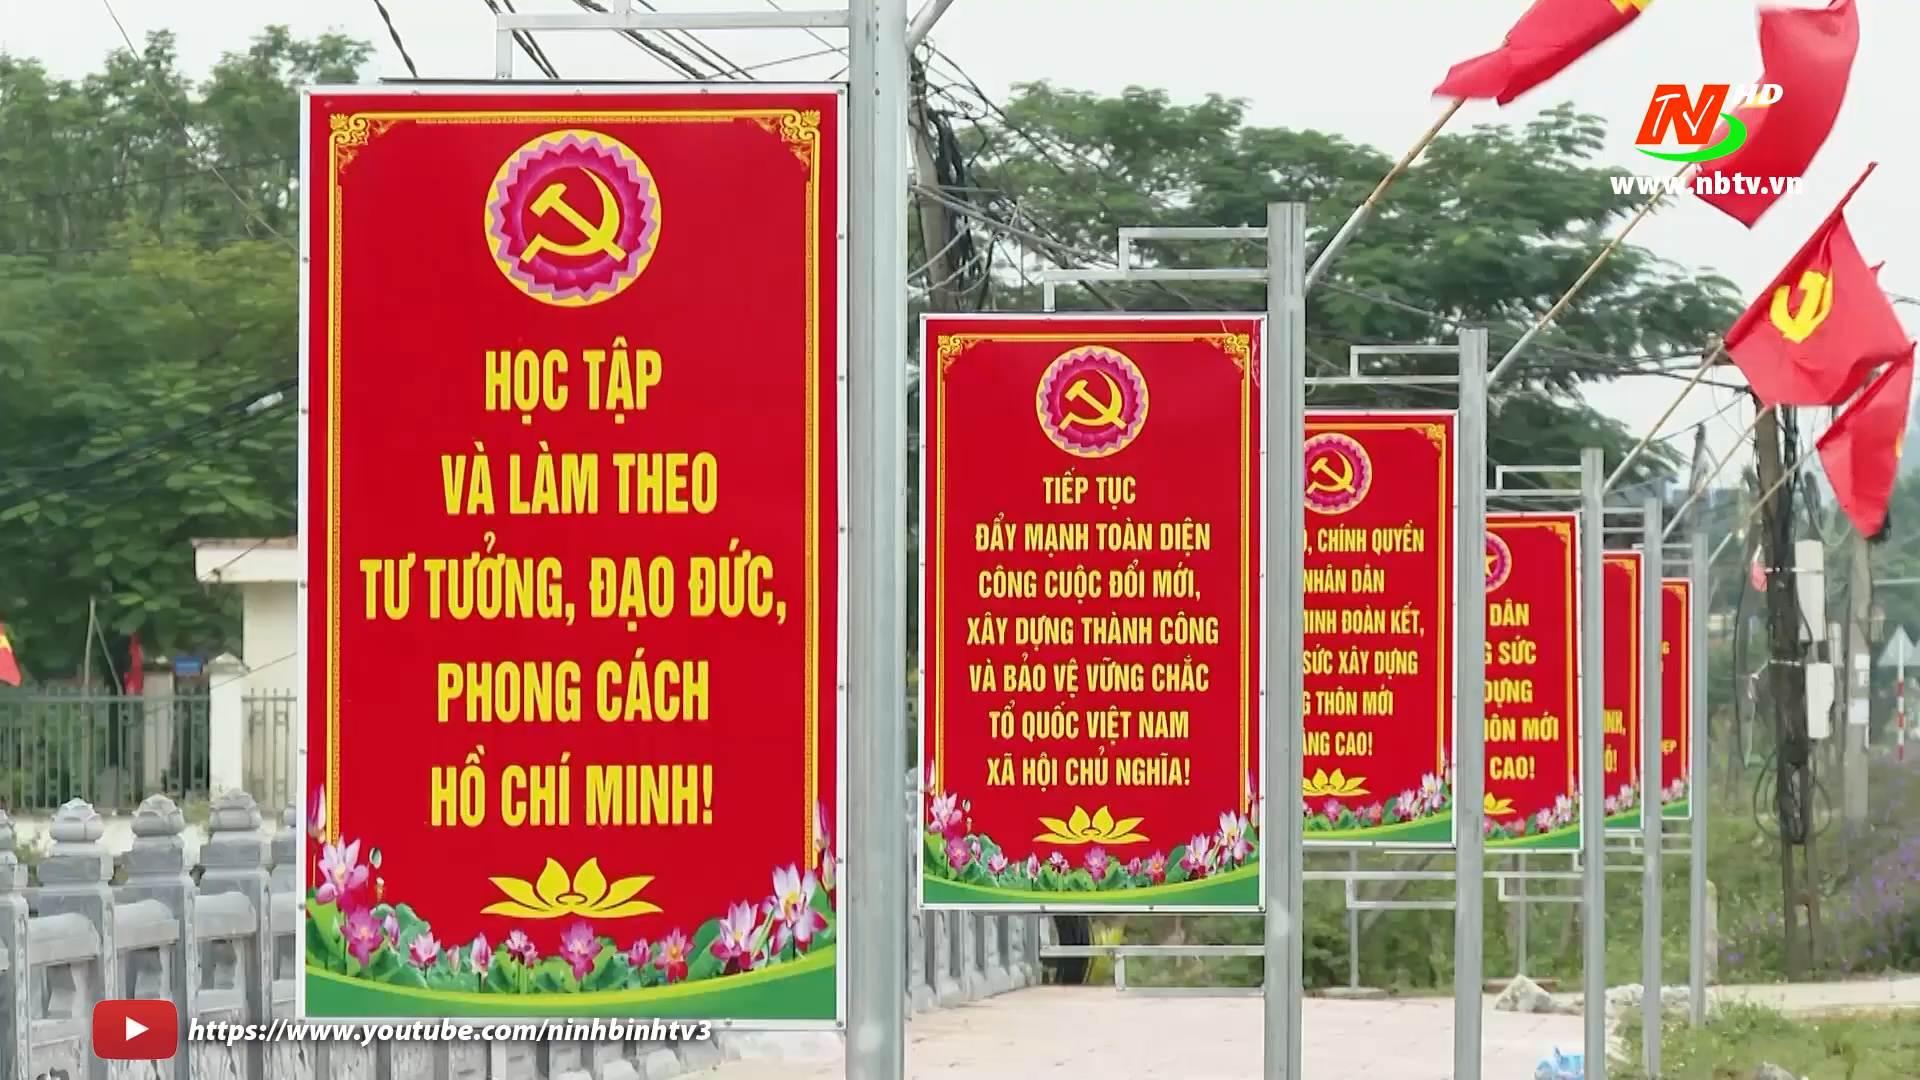 HỌC TẬP
VÀ LÀM THEO
TƯ TƯỞNG, ĐẠO ĐỨC,
PHONG CÁCH
HỒ CHÍ MINH!
TIẾP TỤC
ĐẨY MẠNH TOÀN DIỆN
CÔNG CUỘC ĐỔI MỚI,
XÂY DỰNG THÀNH CÔNG
VÀ BẢO VỆ VỮNG CHẮC
TỔ QUỐC VIỆT NAM
XÃ HỘI CHỦ NGHĨA!
CHÍNH QUYỀN
NHÂN DÂN
ĐOÀN KẾT,
SỨC XÂY DỰNG
THÔN MỚI
CAO!
DÂN
SỨC
DỰNG
MỚI
CAO!
NTV HD
www.nbtv.vn
https://www.youtube.com/ninhbinhtv3